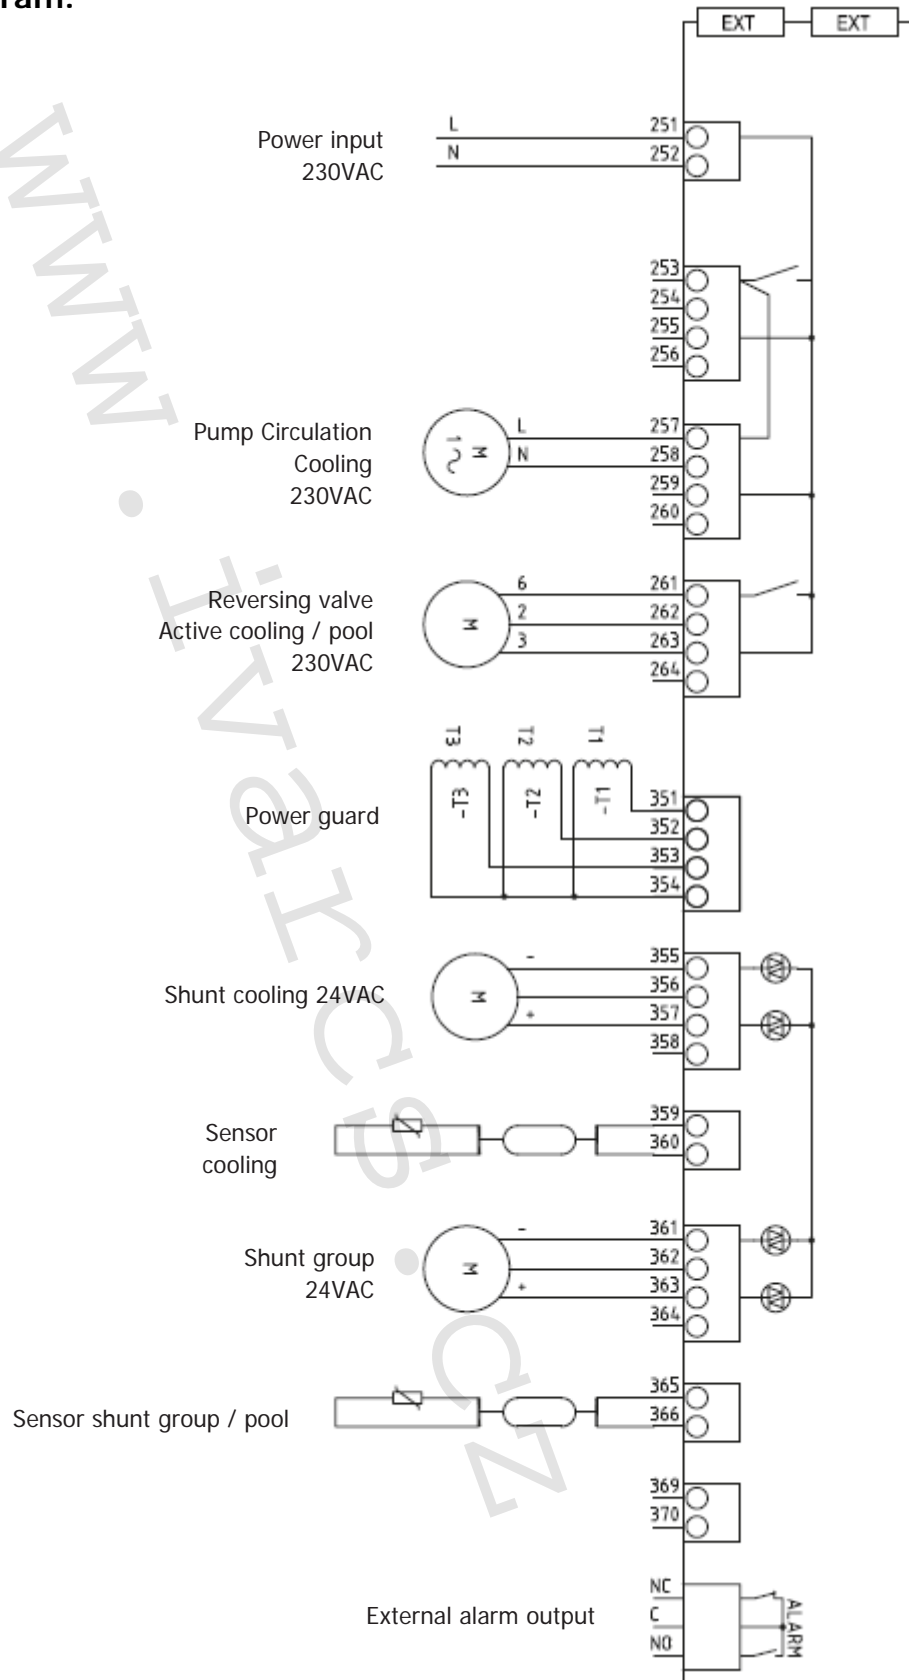 ram:
EXT EXT
Power input
230VAC
L 251
N 252
253
254
255
256
Pump Circulation
Cooling
230VAC
M
1~
L 257
N 258
259
260
Reversing valve
Active cooling / pool
230VAC
M
6 261
2 262
3 263
264
T3 T2 T1
-T3 -T2 -T1
Power guard
351
352
353
354
Shunt cooling 24VAC
M
- 355
356
+ 357
358
Sensor
cooling
359
360
Shunt group
24VAC
M
- 361
362
+ 363
364
Sensor shunt group / pool
365
366
369
370
External alarm output
NC
C
NO
ALARM
www.ivarcs.cz